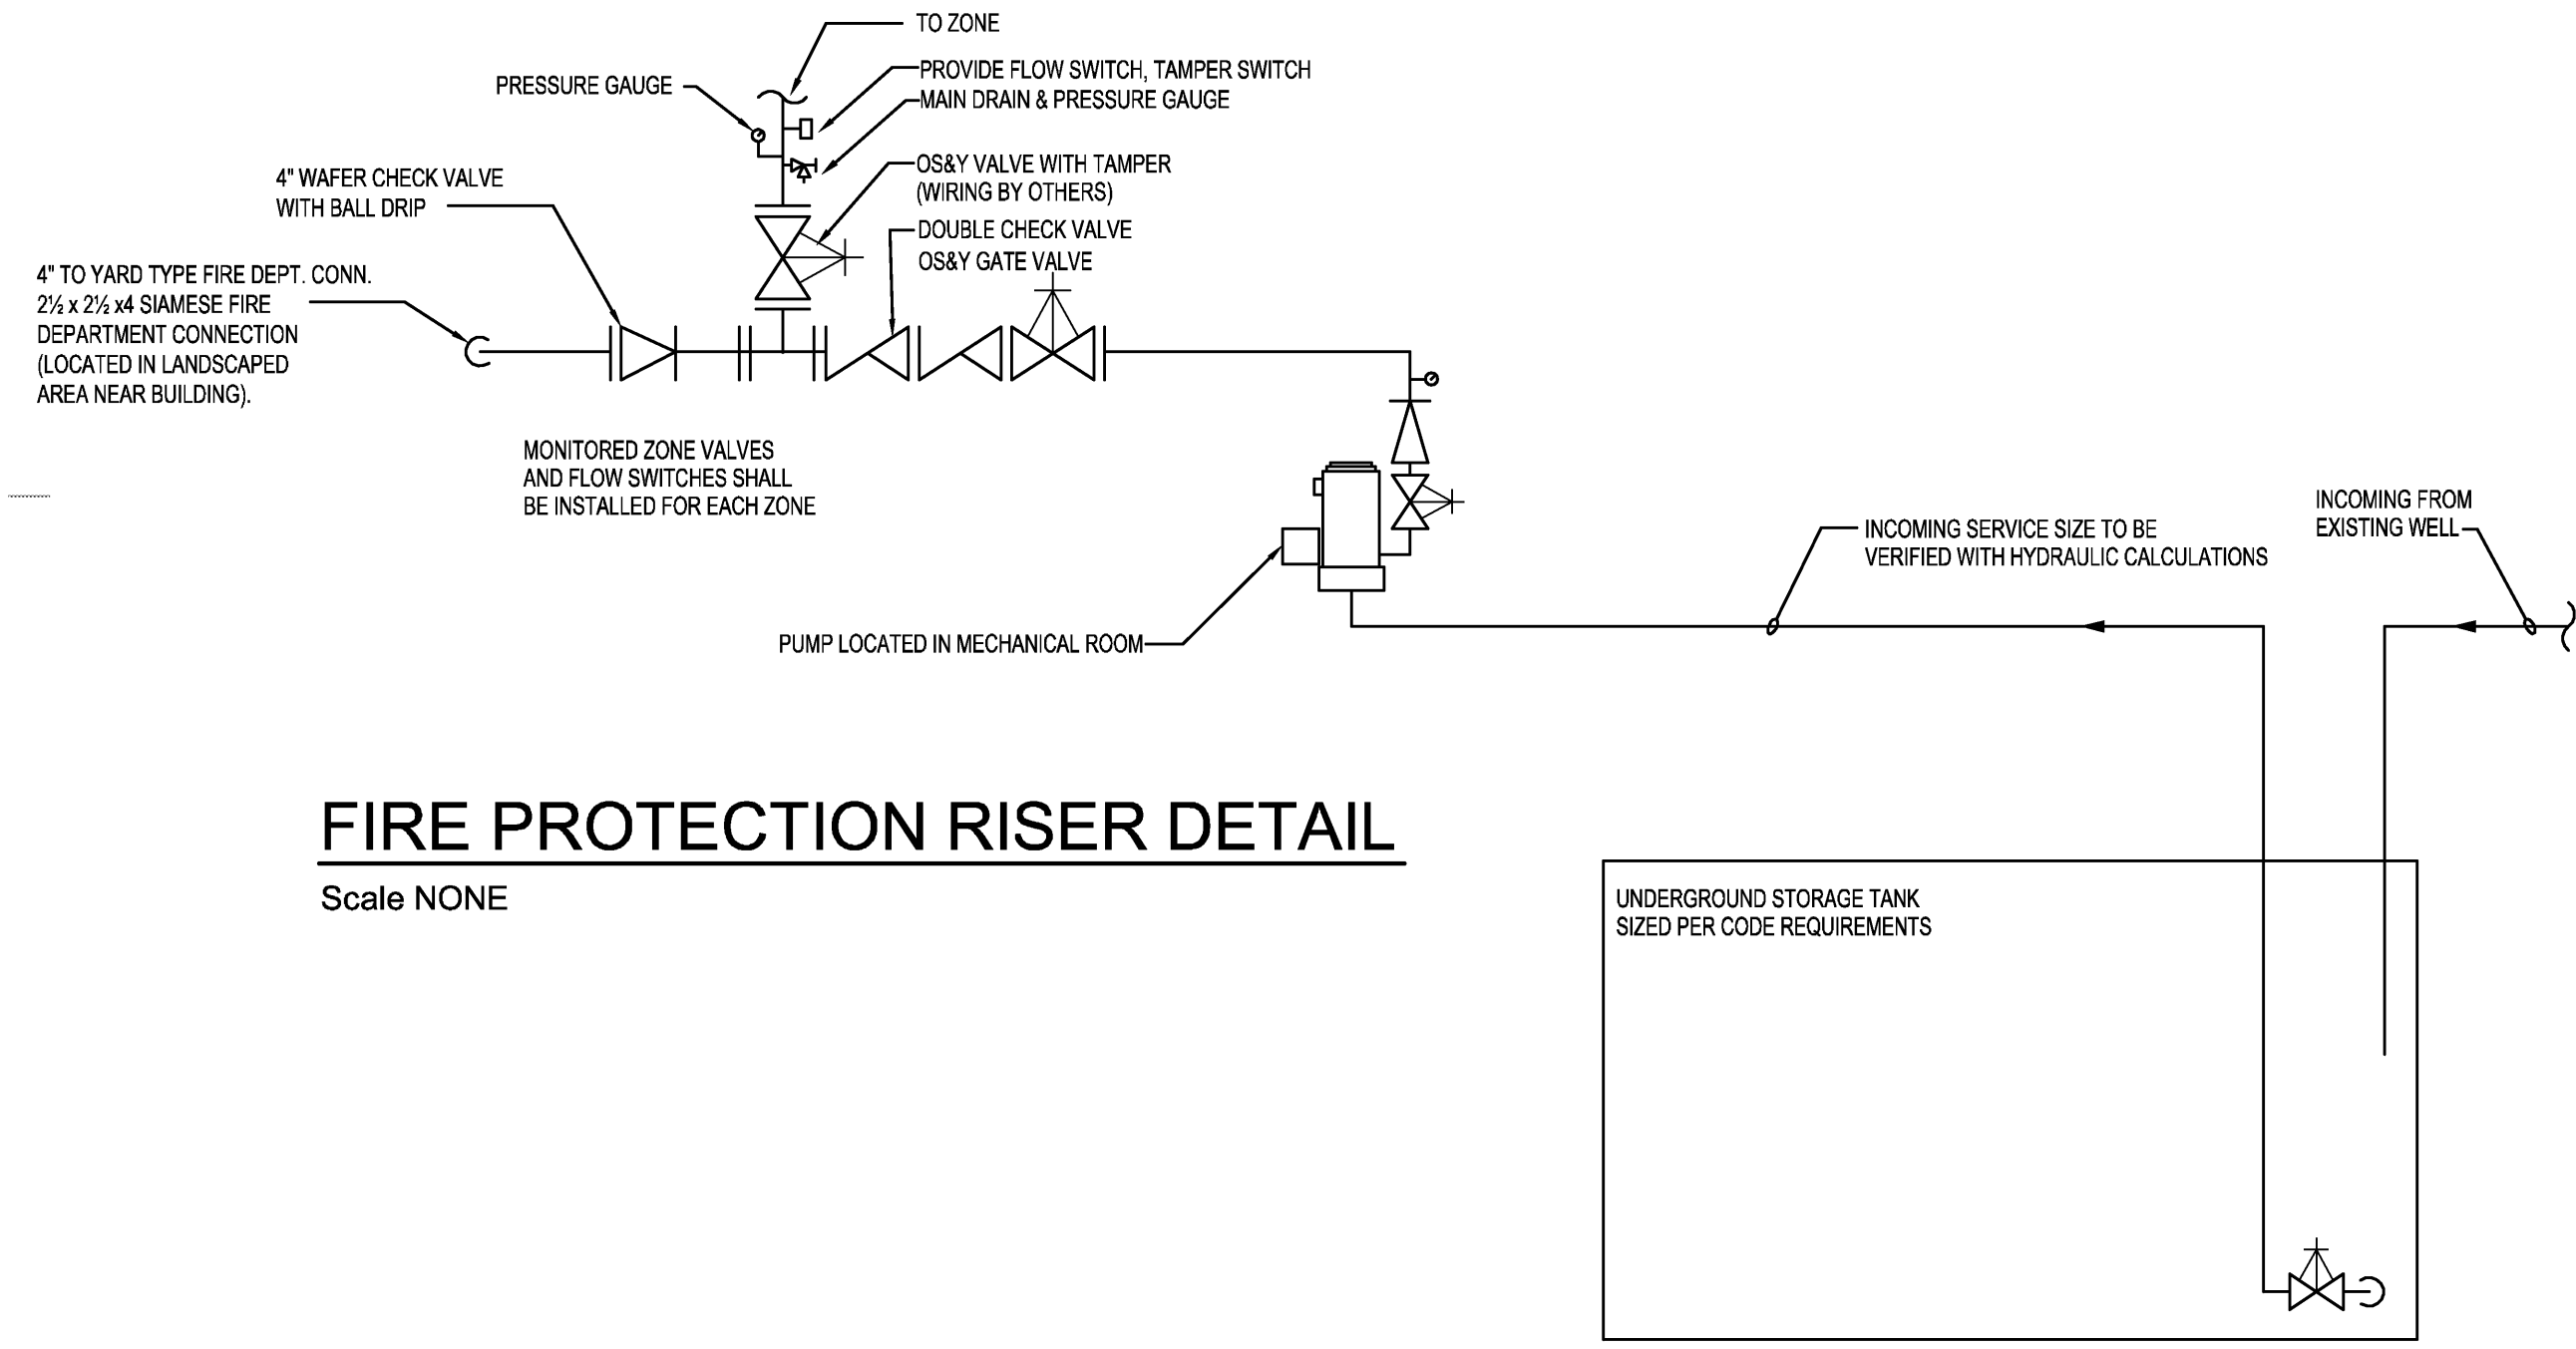 TO ZONE
PROVIDE FLOW SWITCH, TAMPER SWITCH
PRESSURE GAUGE
MAIN DRAIN & PRESSURE GAUGE
OS&Y VALVE WITH TAMPER
(WIRING BY OTHERS)
4" WAFER CHECK VALVE
WITH BALL DRIP
DOUBLE CHECK VALVE
OS&Y GATE VALVE
4" TO YARD TYPE FIRE DEPT. CONN.
2½ x 2½ x4 SIAMESE FIRE
DEPARTMENT CONNECTION
(LOCATED IN LANDSCAPED
AREA NEAR BUILDING).
MONITORED ZONE VALVES
AND FLOW SWITCHES SHALL
BE INSTALLED FOR EACH ZONE
INCOMING FROM
EXISTING WELL
INCOMING SERVICE SIZE TO BE
VERIFIED WITH HYDRAULIC CALCULATIONS
PUMP LOCATED IN MECHANICAL ROOM
FIRE PROTECTION RISER DETAIL
Scale NONE
UNDERGROUND STORAGE TANK
SIZED PER CODE REQUIREMENTS